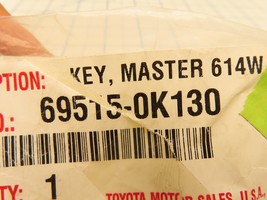 PTION: KEY, MASTER 614W
O.: 69515-0K130
TY: 1 TOYOTA MOTOR SALES, U.S.A.